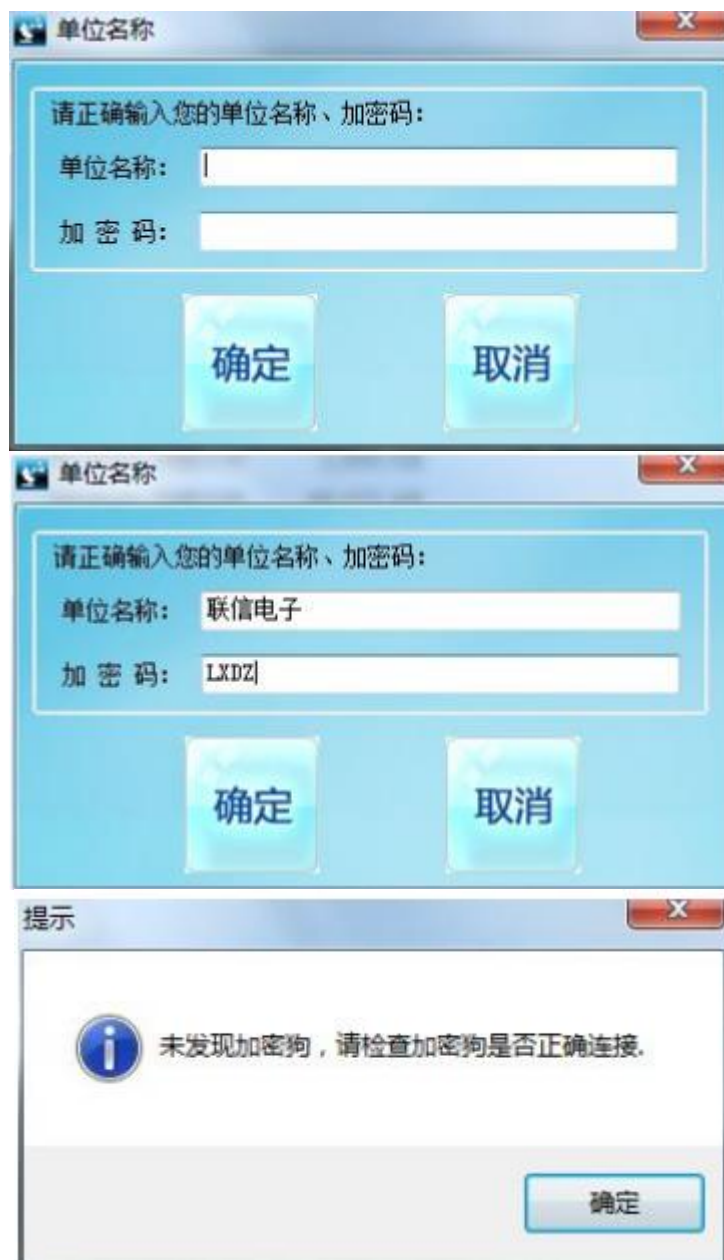 单位名称
请正确输入您的单位名称、加密码:
单位名称:
加 密 码:
确定 取消
单位名称
请正确输入您的单位名称、加密码:
单位名称: 联信电子
加 密 码: LXDZ
确定 取消
提示
未发现加密狗，请检查加密狗是否正确连接.
确定